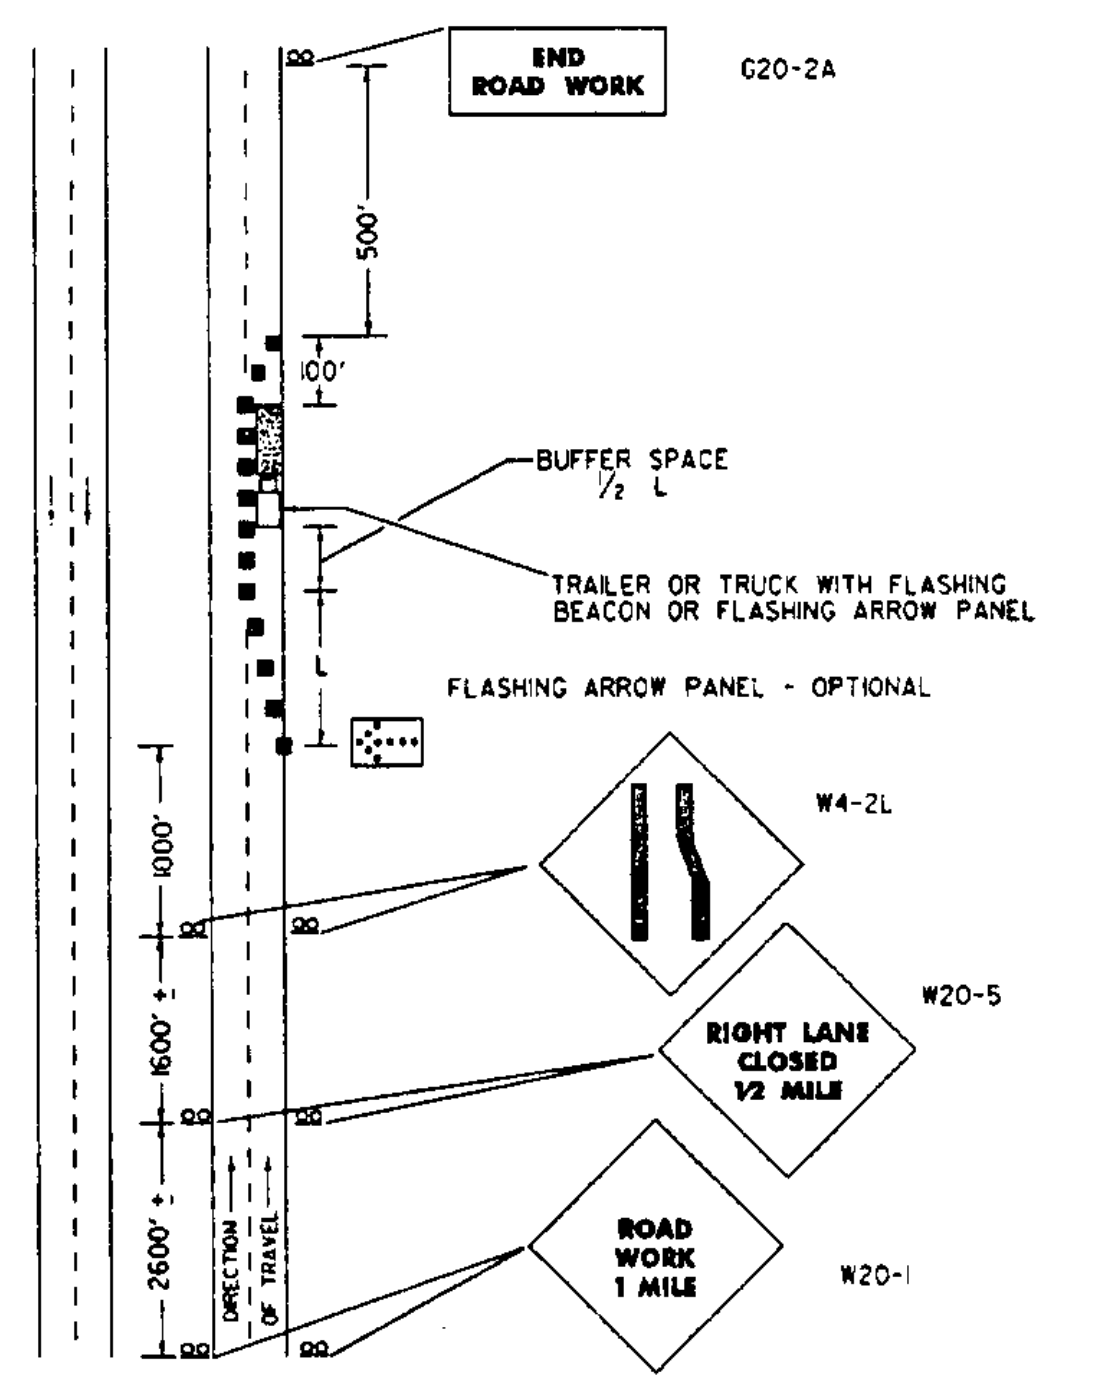 END
ROAD WORK
G20-2A
500'
100'
BUFFER SPACE
1/2 L
TRAILER OR TRUCK WITH FLASHING
BEACON OR FLASHING ARROW PANEL
L
FLASHING ARROW PANEL - OPTIONAL
W4-2L
1000'
W20-5
RIGHT LANE
CLOSED
1/2 MILE
1600' ±
ROAD
WORK
1 MILE
W20-1
2600' ±
DIRECTION
OF TRAVEL